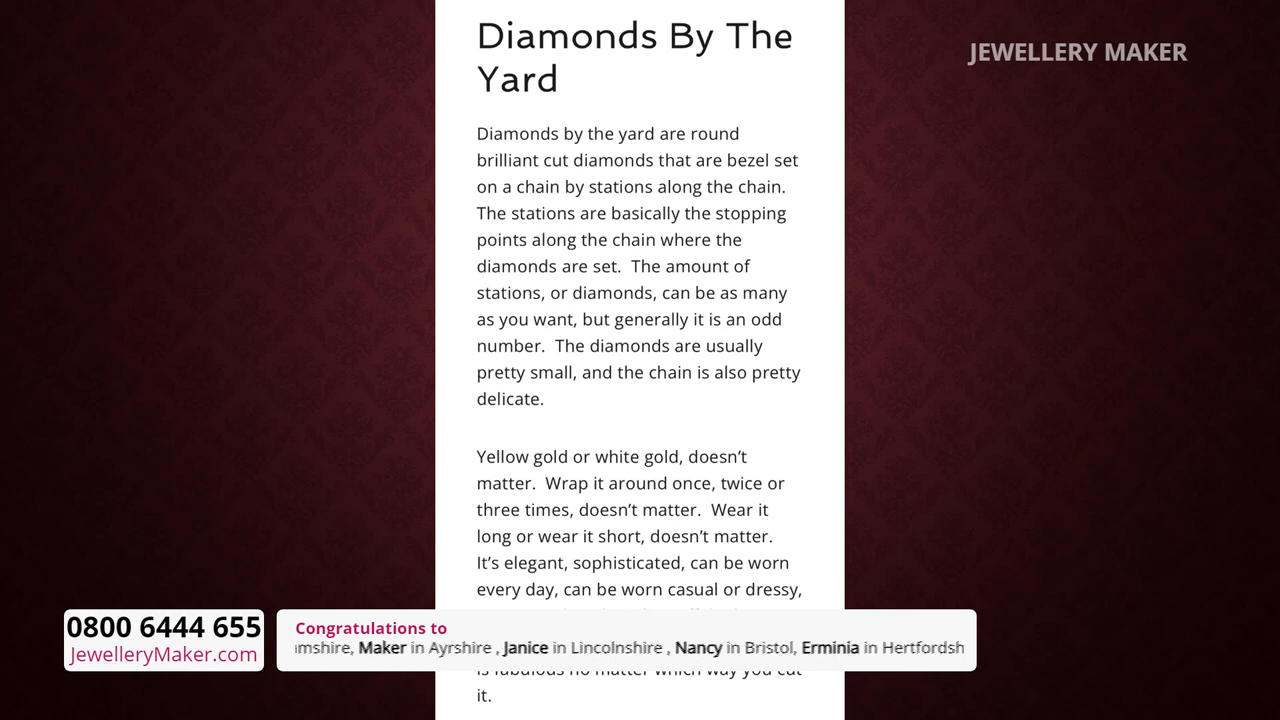 Diamonds By The
Yard
JEWELLERY MAKER
Diamonds by the yard are round
brilliant cut diamonds that are bezel set
on a chain by stations along the chain.
The stations are basically the stopping
points along the chain where the
diamonds are set.  The amount of
stations, or diamonds, can be as many
as you want, but generally it is an odd
number.  The diamonds are usually
pretty small, and the chain is also pretty
delicate.
Yellow gold or white gold, doesn’t
matter.  Wrap it around once, twice or
three times, doesn’t matter.  Wear it
long or wear it short, doesn’t matter.
It’s elegant, sophisticated, can be worn
every day, can be worn casual or dressy,
is fabulous no matter which way you cut
it.
0800 6444 655
JewelleryMaker.com
Congratulations to
mshire, Maker in Ayrshire , Janice in Lincolnshire , Nancy in Bristol, Erminia in Hertfordsh